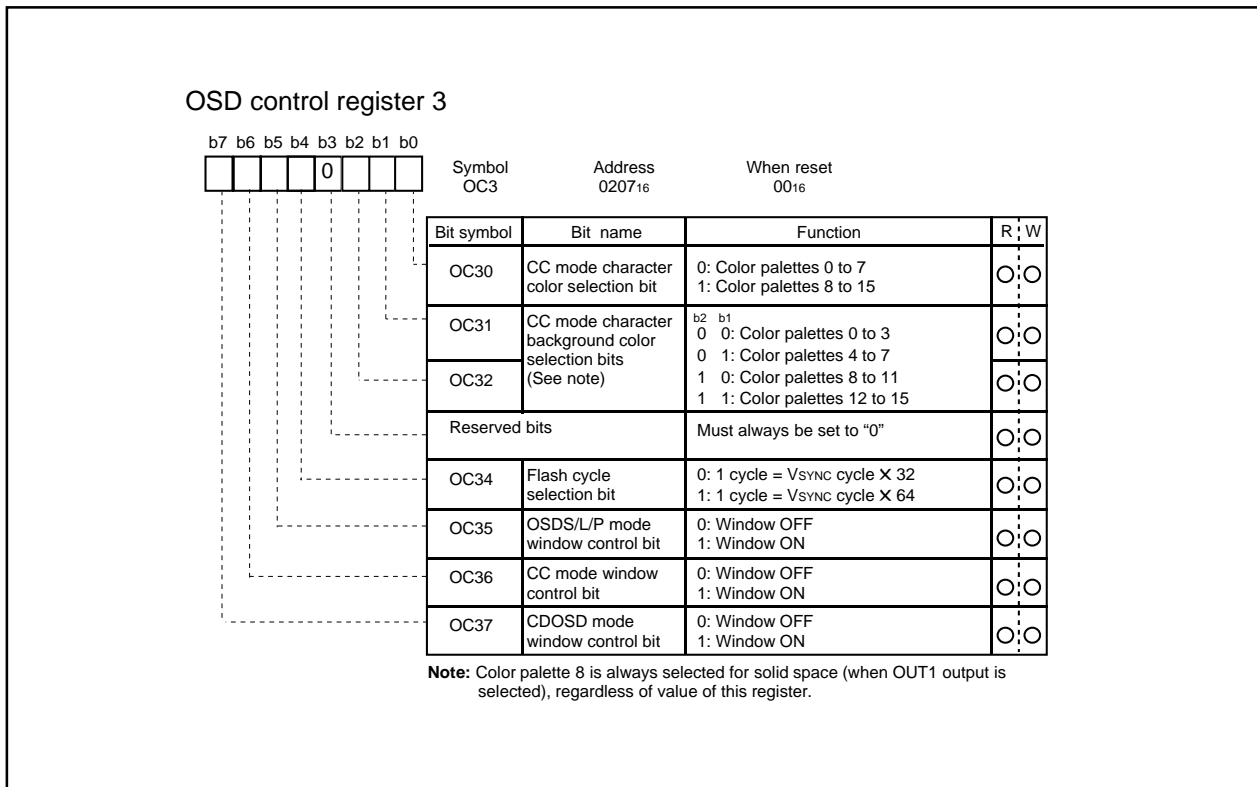 OSD control register 3
b7 b6 b5 b4 b3 b2 b1 b0
0
Symbol Address When reset
OC3 020716 0016
Bit symbol Bit name Function R W
OC30 CC mode character color selection bit
0: Color palettes 0 to 7
1: Color palettes 8 to 15
OC31 CC mode character background color selection bits (See note)
OC32
b2 b1
0 0: Color palettes 0 to 3
0 1: Color palettes 4 to 7
1 0: Color palettes 8 to 11
1 1: Color palettes 12 to 15
Reserved bits Must always be set to “0”
OC34 Flash cycle selection bit
0: 1 cycle = VSYNC cycle X 32
1: 1 cycle = VSYNC cycle X 64
OC35 OSDS/L/P mode window control bit
0: Window OFF
1: Window ON
OC36 CC mode window control bit
0: Window OFF
1: Window ON
OC37 CDOSD mode window control bit
0: Window OFF
1: Window ON
Note: Color palette 8 is always selected for solid space (when OUT1 output is
selected), regardless of value of this register.